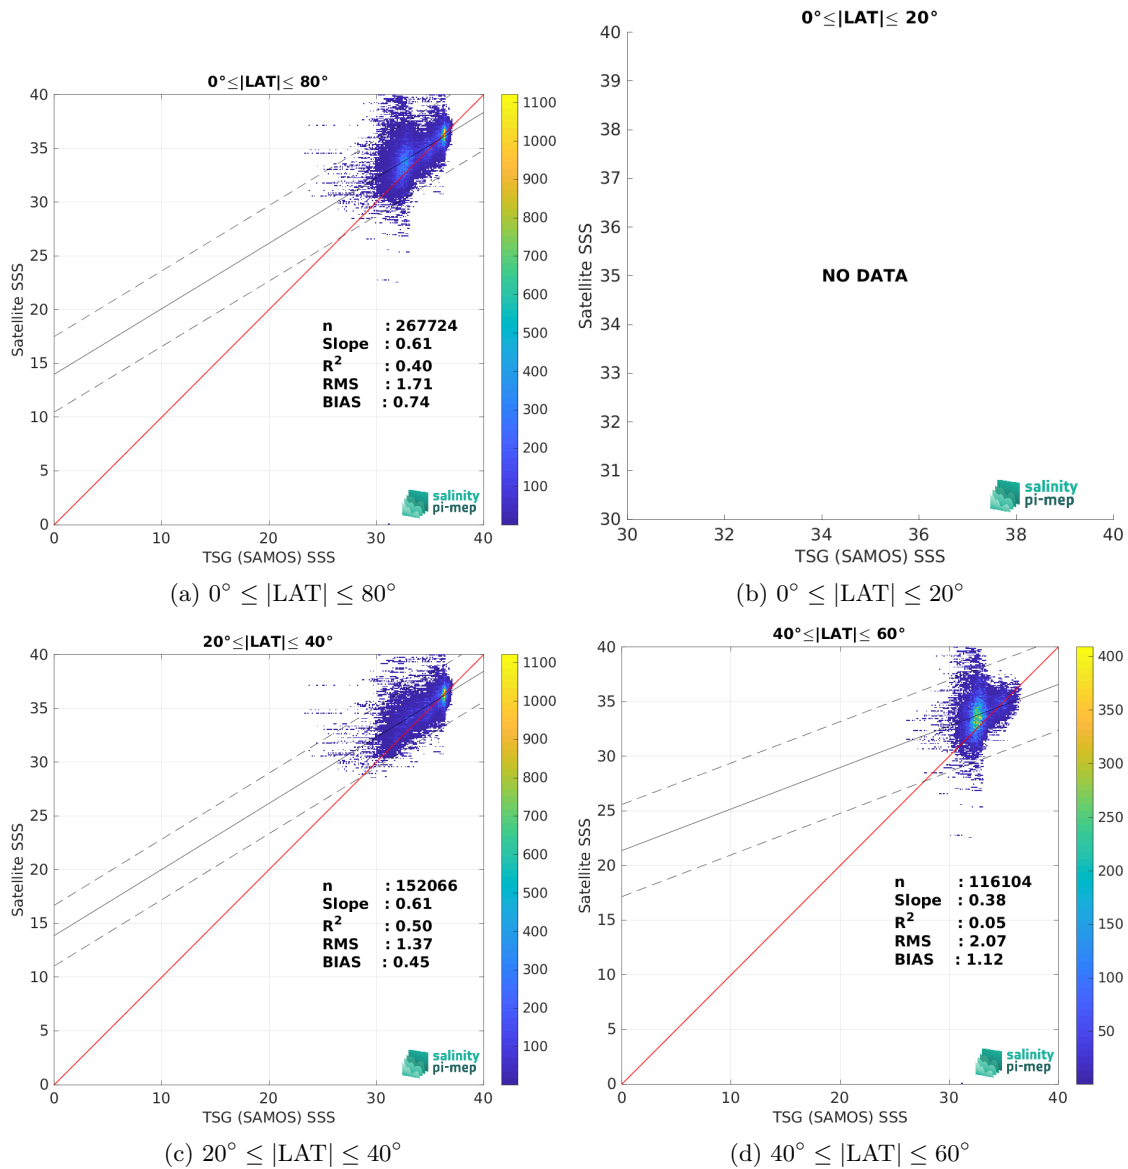 0°≤|LAT|≤ 80°
40
35
30
25
20
15
10
5
0
Satellite SSS
n : 267724
Slope : 0.61
R² : 0.40
RMS : 1.71
BIAS : 0.74
salinity
pi-mep
0 10 20 30 40
TSG (SAMOS) SSS
1100
1000
900
800
700
600
500
400
300
200
100
(a) 0° ≤ |LAT| ≤ 80°
0°≤|LAT|≤ 20°
40
39
38
37
36
35
34
33
32
31
30
Satellite SSS
NO DATA
salinity
pi-mep
30 32 34 36 38 40
TSG (SAMOS) SSS
(b) 0° ≤ |LAT| ≤ 20°
20°≤|LAT|≤ 40°
40
35
30
25
20
15
10
5
0
Satellite SSS
n : 152066
Slope : 0.61
R² : 0.50
RMS : 1.37
BIAS : 0.45
salinity
pi-mep
0 10 20 30 40
TSG (SAMOS) SSS
1100
1000
900
800
700
600
500
400
300
200
100
(c) 20° ≤ |LAT| ≤ 40°
40°≤|LAT|≤ 60°
40
35
30
25
20
15
10
5
0
Satellite SSS
n : 116104
Slope : 0.38
R² : 0.05
RMS : 2.07
BIAS : 1.12
salinity
pi-mep
0 10 20 30 40
TSG (SAMOS) SSS
400
350
300
250
200
150
100
50
(d) 40° ≤ |LAT| ≤ 60°